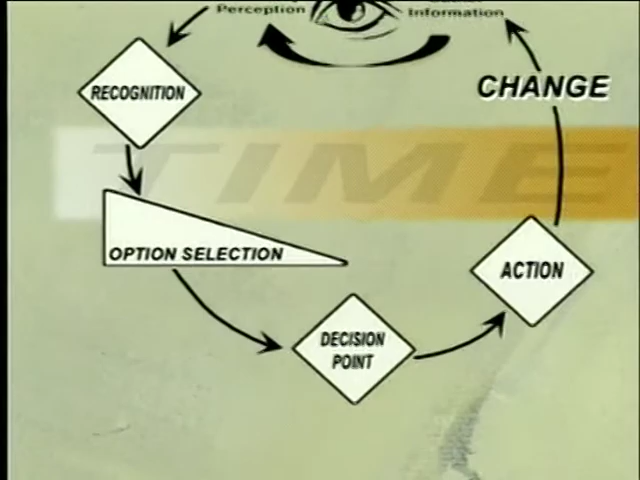 Perception
Information
RECOGNITION
CHANGE
TIME
OPTION SELECTION
ACTION
DECISION
POINT